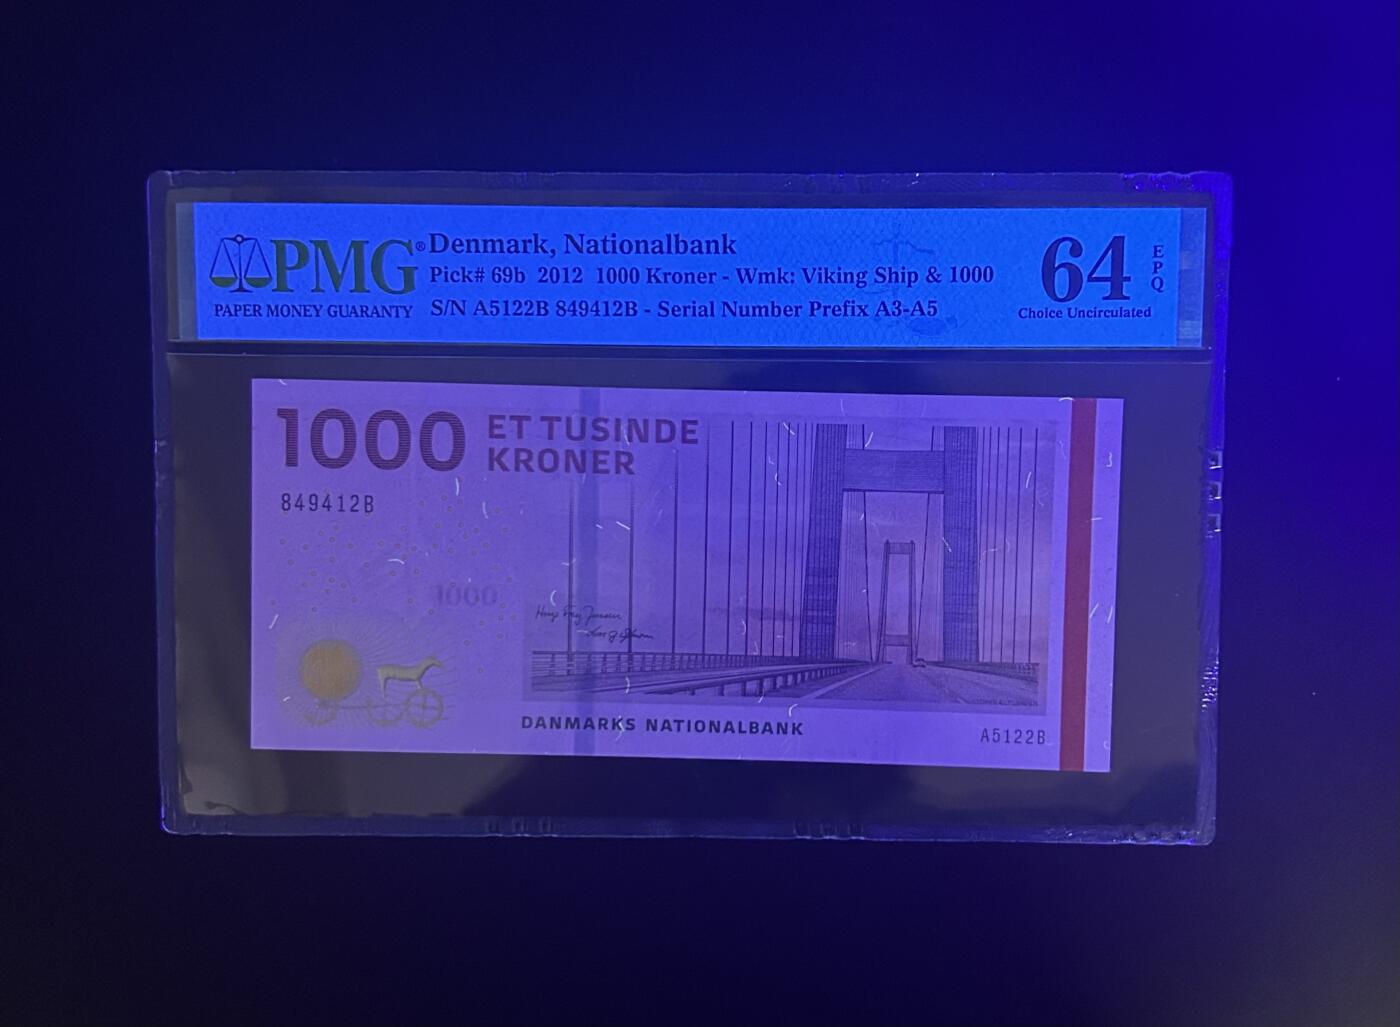 PMG® Denmark, Nationalbank
Pick# 69b 2012 1000 Kroner - Wmk: Viking Ship & 1000
PAPER MONEY GUARANTY
S/N A5122B 849412B - Serial Number Prefix A3-A5
64
EPQ
Choice Uncirculated
1000 ET TUSINDE
KRONER
849412B
1000
DANMARKS NATIONALBANK
A5122B